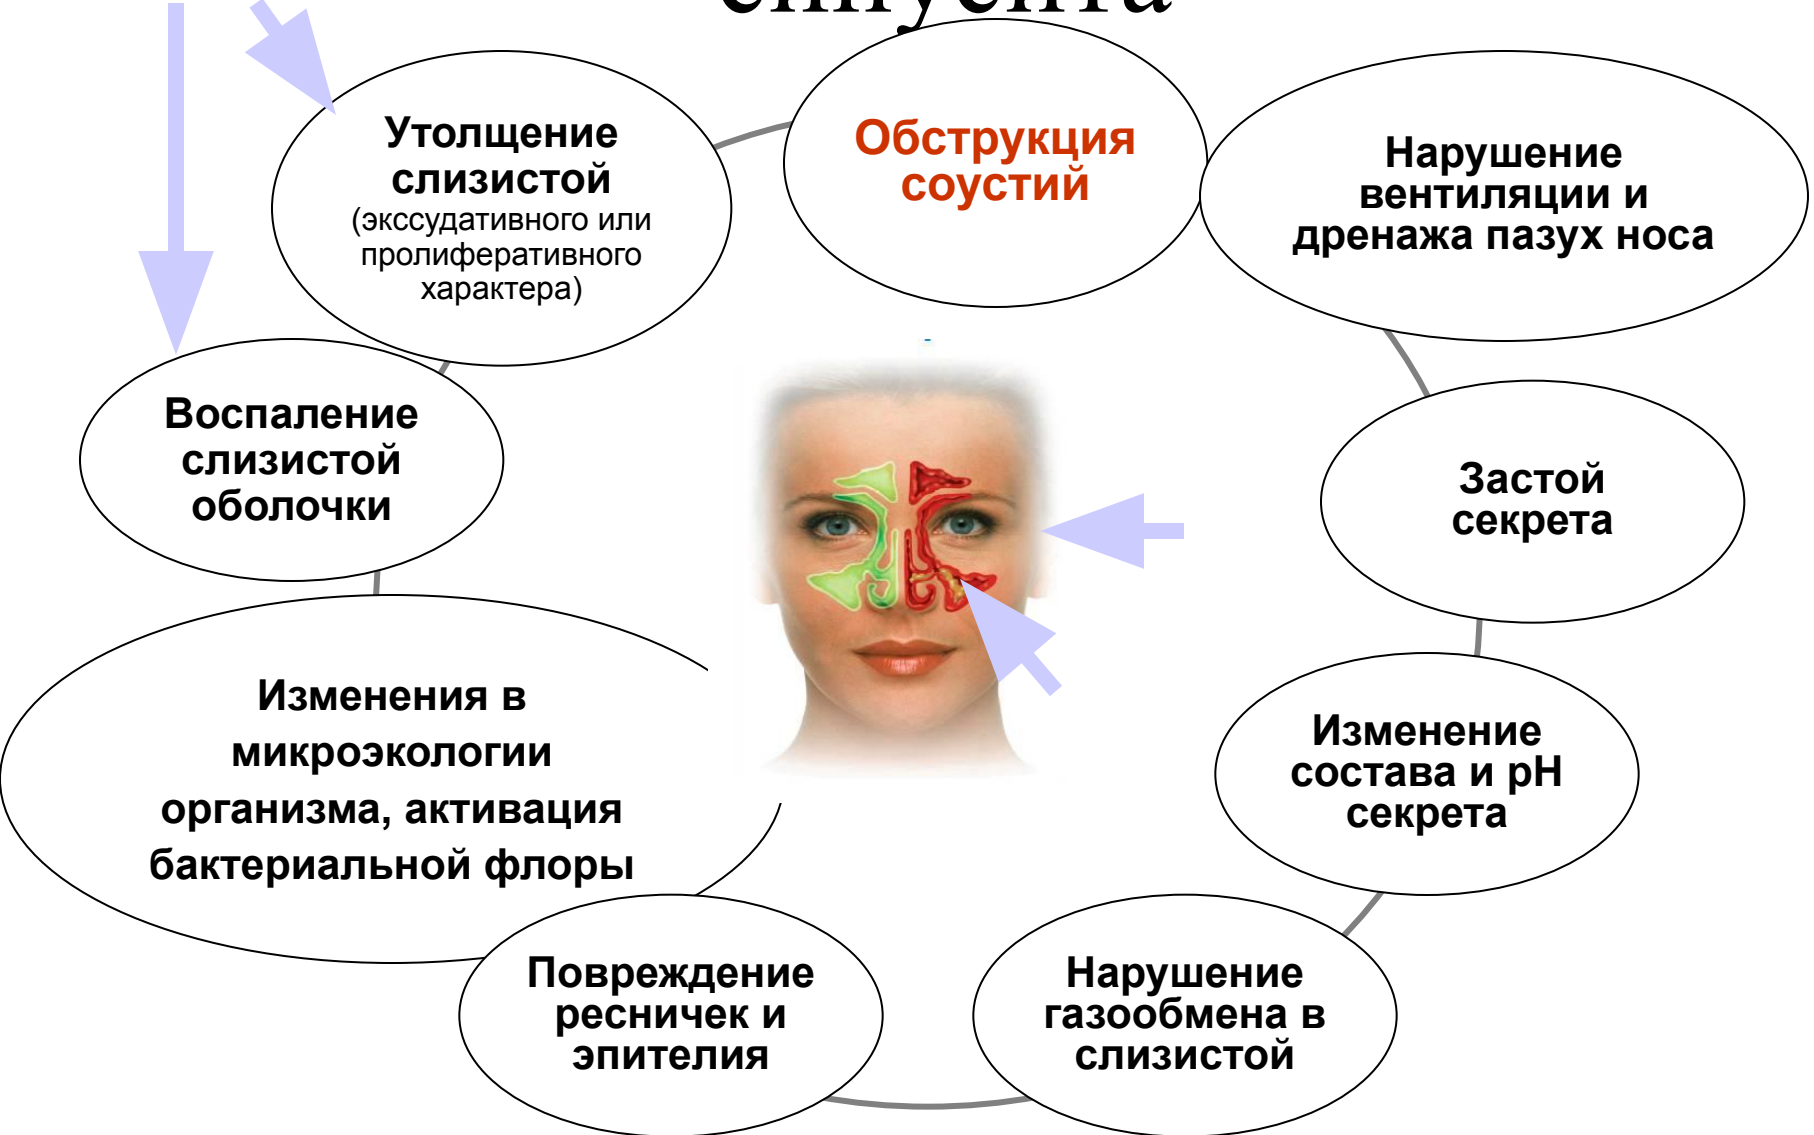 Обструкция
соустий
Нарушение
вентиляции и
дренажа пазух носа
Застой
секрета
Изменение
состава и pH
секрета
Нарушение
газообмена в
слизистой
Повреждение
ресничек и
эпителия
Изменения в
микроэкологии
организма, активация
бактериальной флоры
Воспаление
слизистой
оболочки
Утолщение
слизистой
(экссудативного или
пролиферативного
характера)